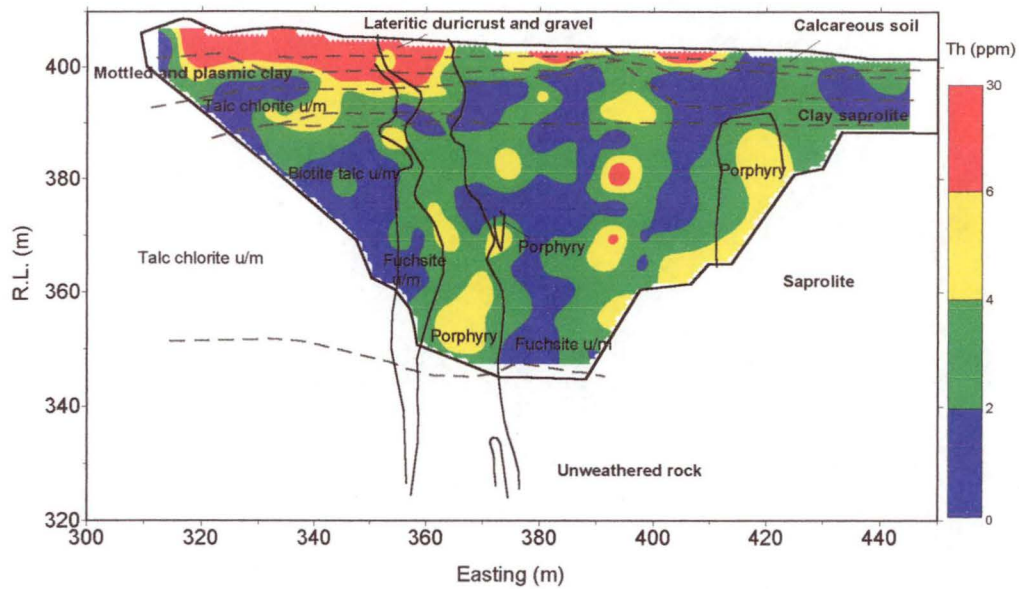 Lateritic duricrust and gravel
Calcareous soil
Th (ppm)
400
30
Mottled and plasmic clay
Talc chlorite u/m
Clay saprolite
6
380
Biotite talc u/m
Porphyry
Talc chlorite u/m
Fuchsite
u/m
Porphyry
Saprolite
360
4
Porphyry
Fuchsite u/m
340
2
Unweathered rock
320
0
300
320
340
360
380
400
420
440
R.L. (m)
Easting (m)